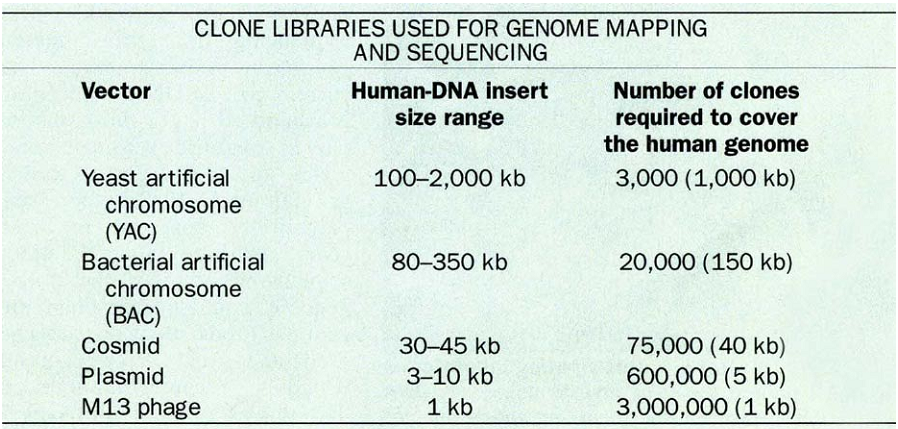 CLONE LIBRARIES USED FOR GENOME MAPPING
AND SEQUENCING
Vector Human-DNA insert size range Number of clones required to cover the human genome
Yeast artificial chromosome (YAC) 100–2,000 kb 3,000 (1,000 kb)
Bacterial artificial chromosome (BAC) 80–350 kb 20,000 (150 kb)
Cosmid 30–45 kb 75,000 (40 kb)
Plasmid 3–10 kb 600,000 (5 kb)
M13 phage 1 kb 3,000,000 (1 kb)